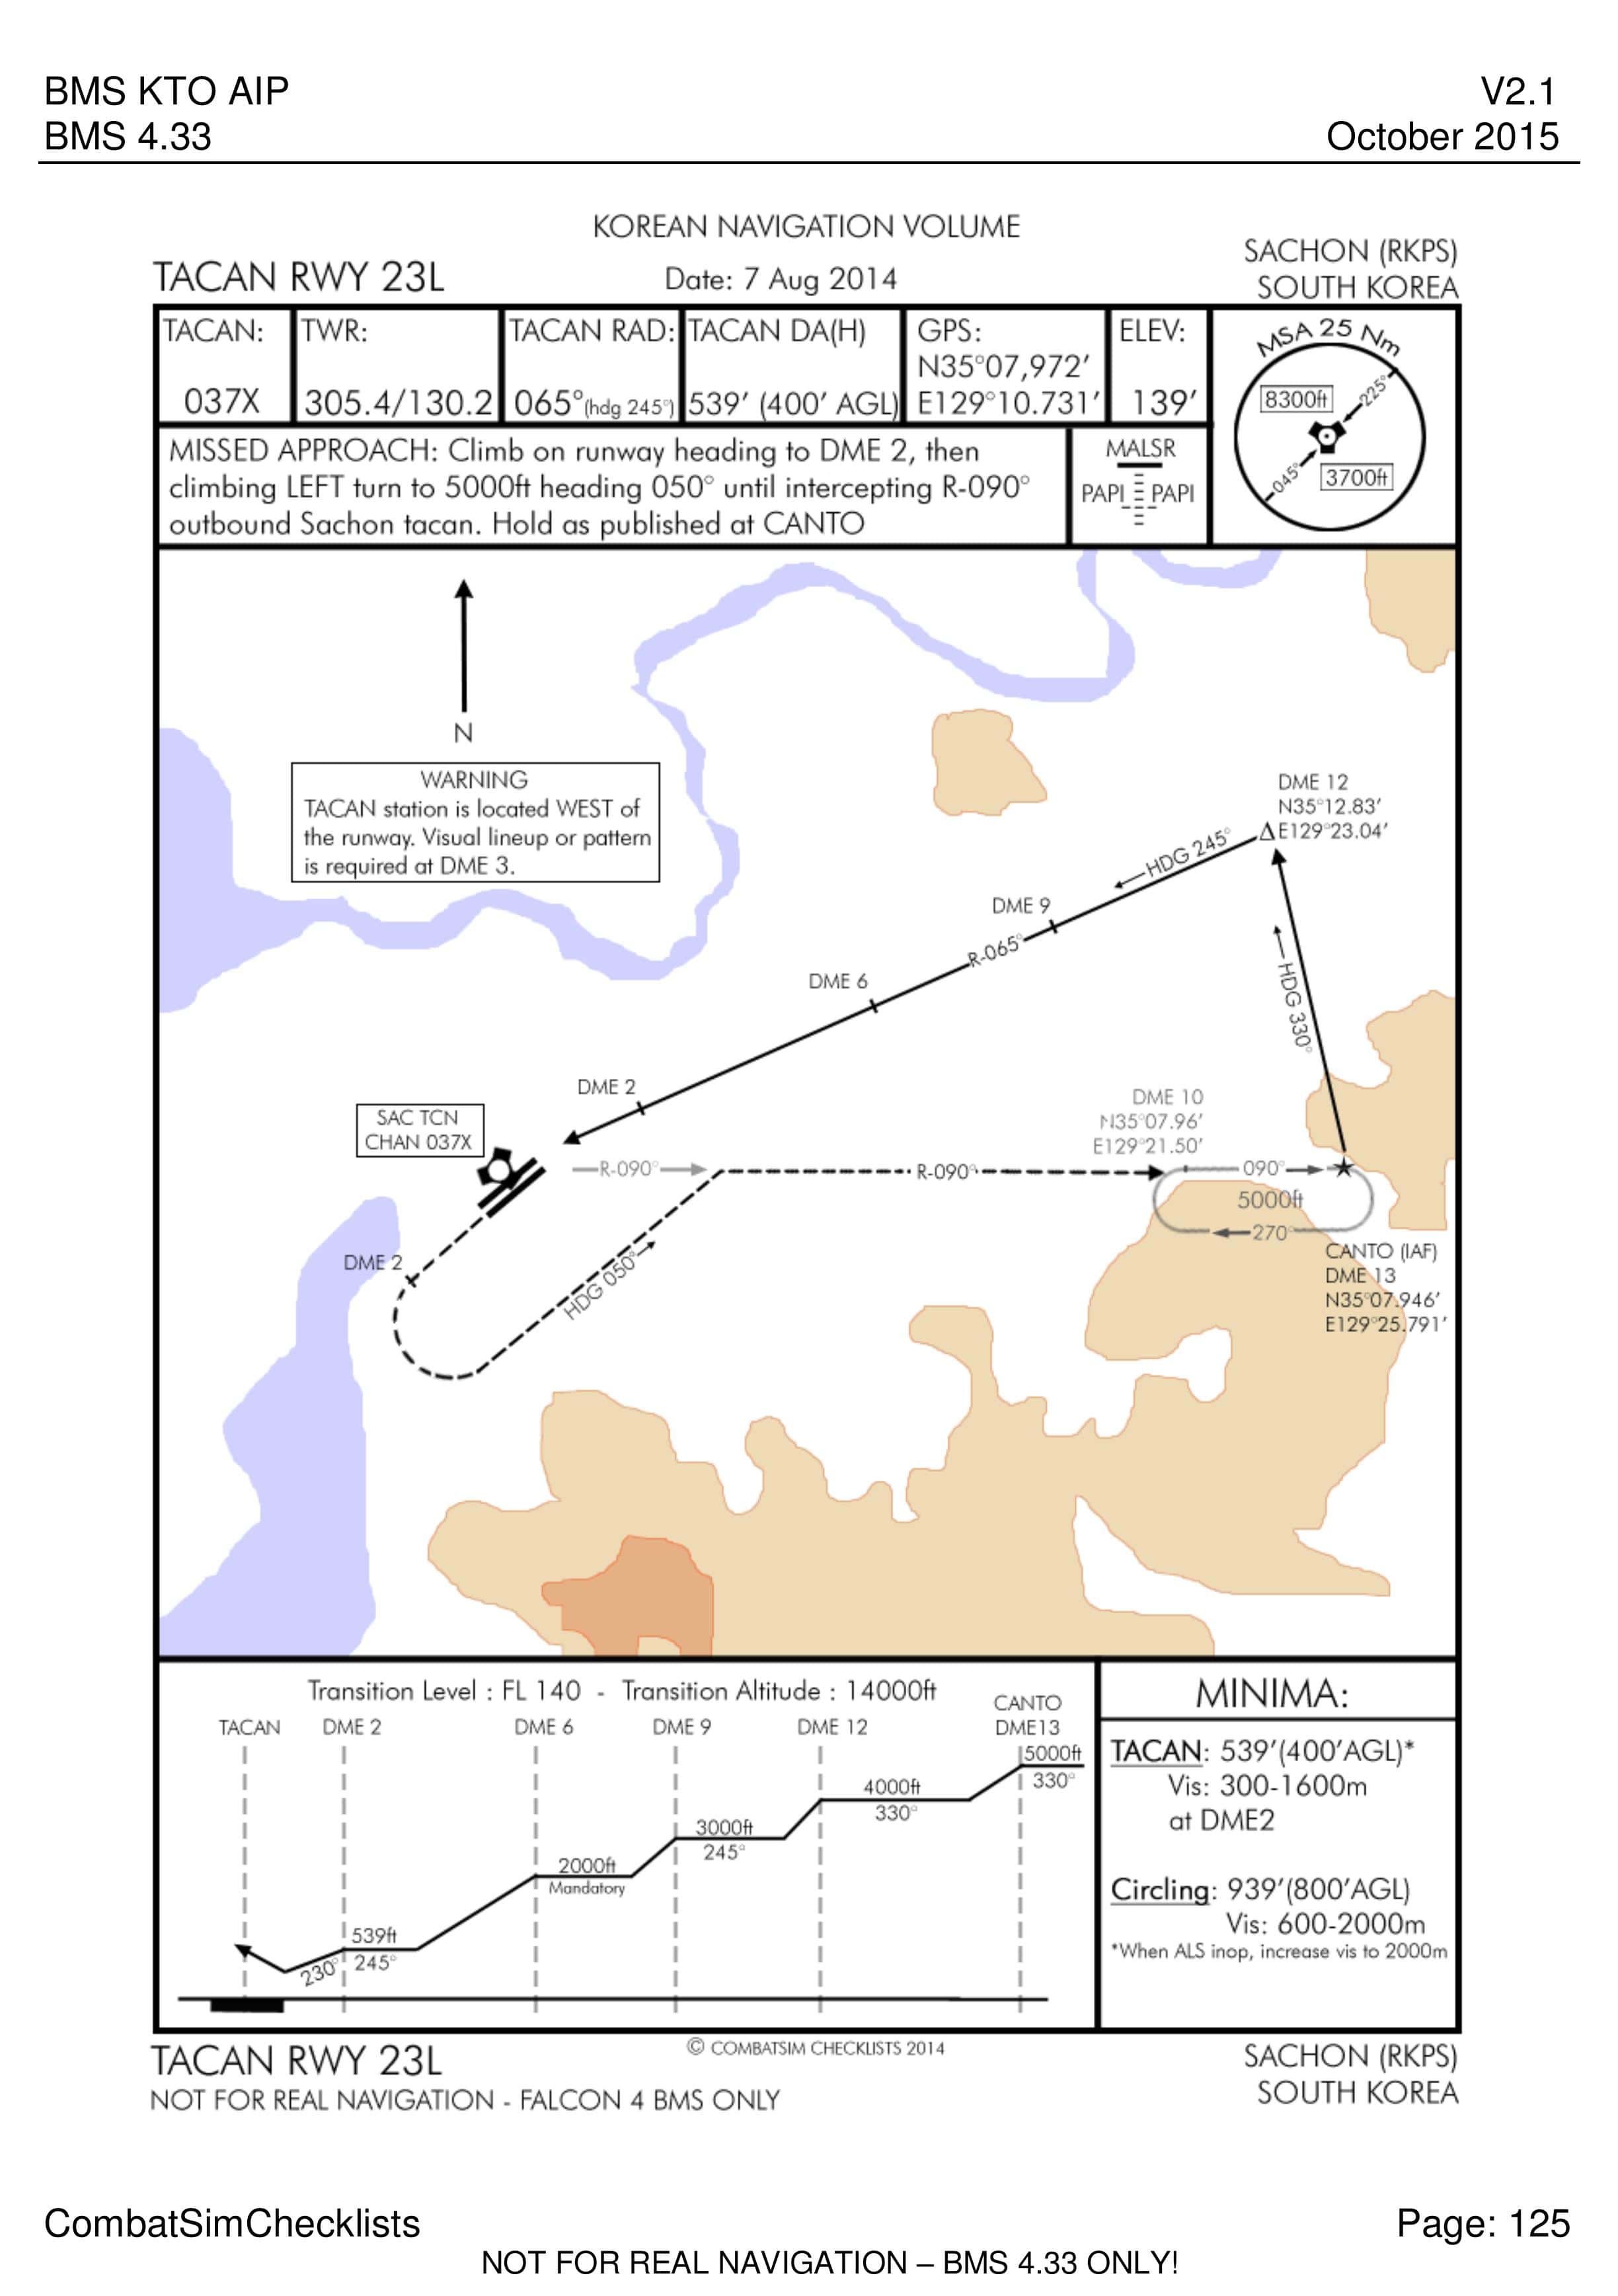 BMS KTO AIP
V2.1
BMS 4.33
October 2015
KOREAN NAVIGATION VOLUME
TACAN RWY 23L
Date: 7 Aug 2014
SACHON (RKPS)
SOUTH KOREA
TACAN:
037X
TWR:
305.4/130.2
TACAN RAD:
065°(hdg 245°)
TACAN DA(H)
539' (400' AGL)
GPS:
N35°07,972'
E129°10.731'
ELEV:
139'
MSA 25 Nm
8300ft
225°
045°
3700ft
MISSED APPROACH: Climb on runway heading to DME 2, then
climbing LEFT turn to 5000ft heading 050° until intercepting R-090°
outbound Sachon tacan. Hold as published at CANTO
MALSR
PAPI PAPI
N
WARNING
TACAN station is located WEST of
the runway. Visual lineup or pattern
is required at DME 3.
DME 12
N35°12.83'
E129°23.04'
HDG 245°
DME 9
R-065°
DME 6
HDG 330°
DME 2
SAC TCN
CHAN 037X
DME 10
N35°07.96'
E129°21.50'
R-090°
R-090°
090°
5000ft
270°
DME 2
HDG 050°
CANTO (IAF)
DME 13
N35°07.946'
E129°25.791'
Transition Level : FL 140 - Transition Altitude : 14000ft
TACAN
DME 2
DME 6
DME 9
DME 12
CANTO
DME13
5000ft
330°
4000ft
330°
3000ft
245°
2000ft
Mandatory
539ft
245°
230°
MINIMA:
TACAN: 539'(400'AGL)*
Vis: 300-1600m
at DME2
Circling: 939'(800'AGL)
Vis: 600-2000m
*When ALS inop, increase vis to 2000m
TACAN RWY 23L
© COMBATSIM CHECKLISTS 2014
SACHON (RKPS)
NOT FOR REAL NAVIGATION - FALCON 4 BMS ONLY
SOUTH KOREA
CombatSimChecklists
Page: 125
NOT FOR REAL NAVIGATION – BMS 4.33 ONLY!